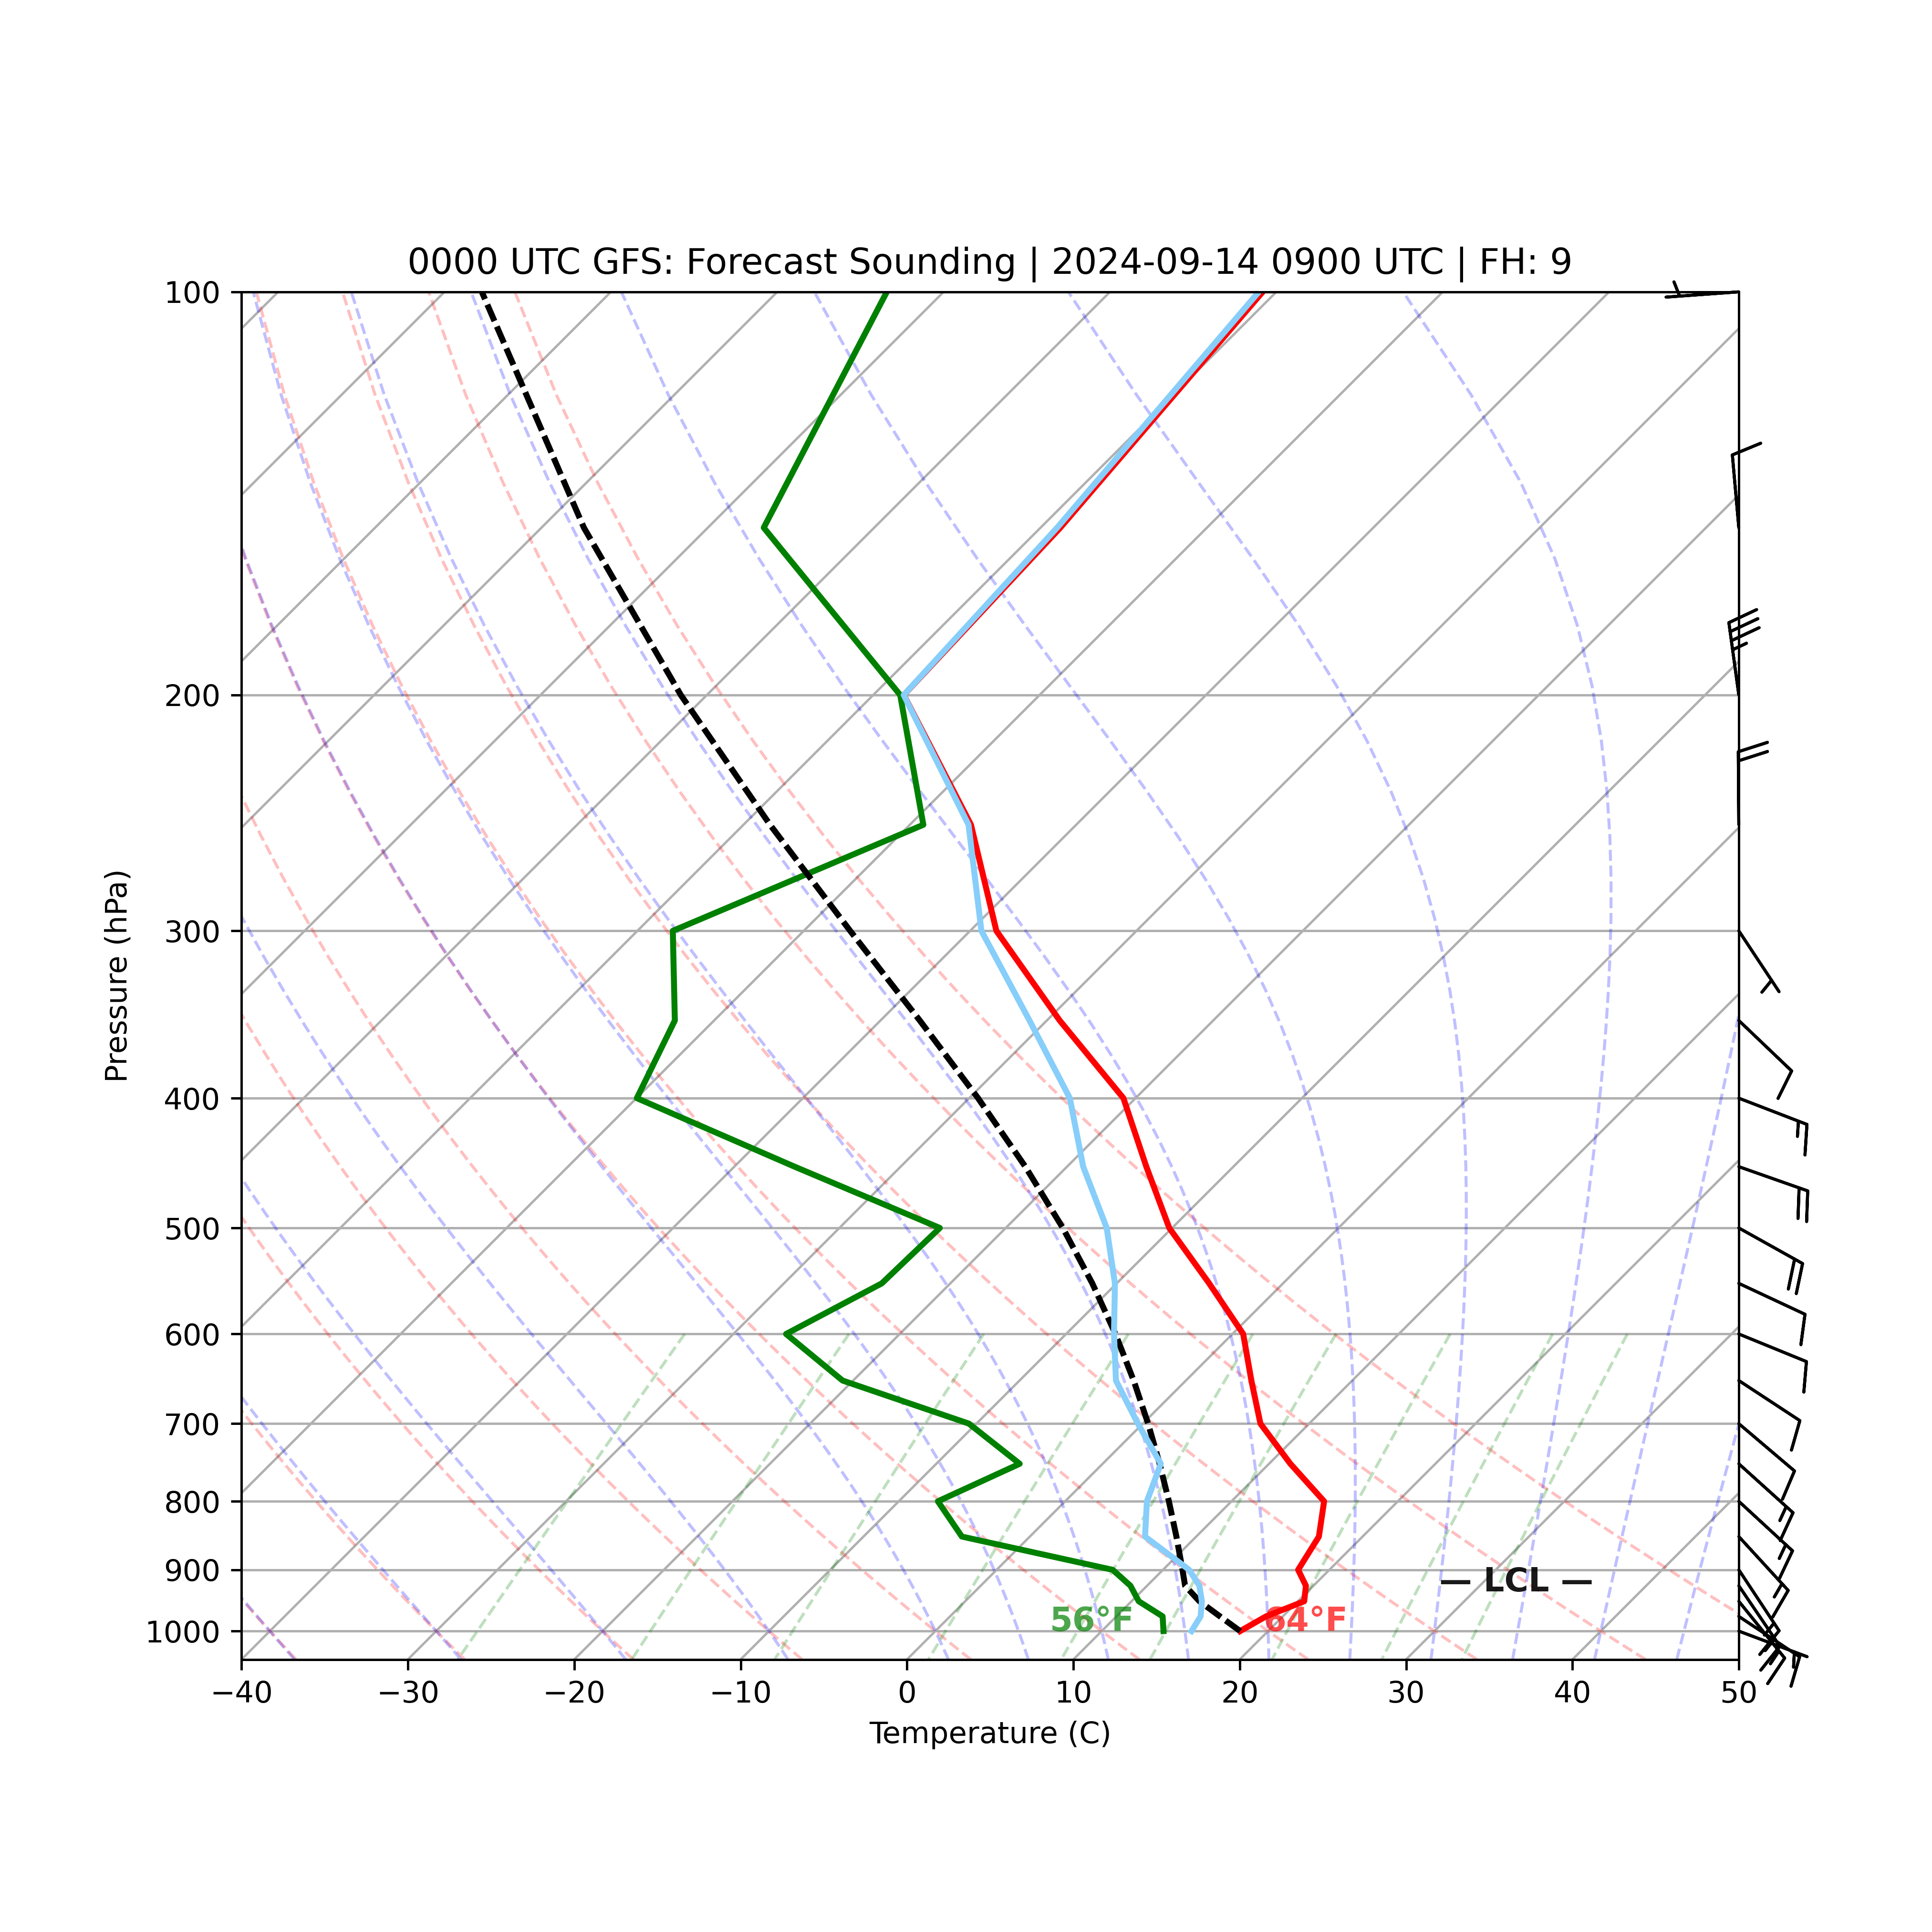 0000 UTC GFS: Forecast Sounding | 2024-09-14 0900 UTC | FH: 9
100
200
300
400
500
600
700
800
900
1000
Pressure (hPa)
— LCL —
56°F 64°F
−40 −30 −20 −10 0 10 20 30 40 50
Temperature (C)